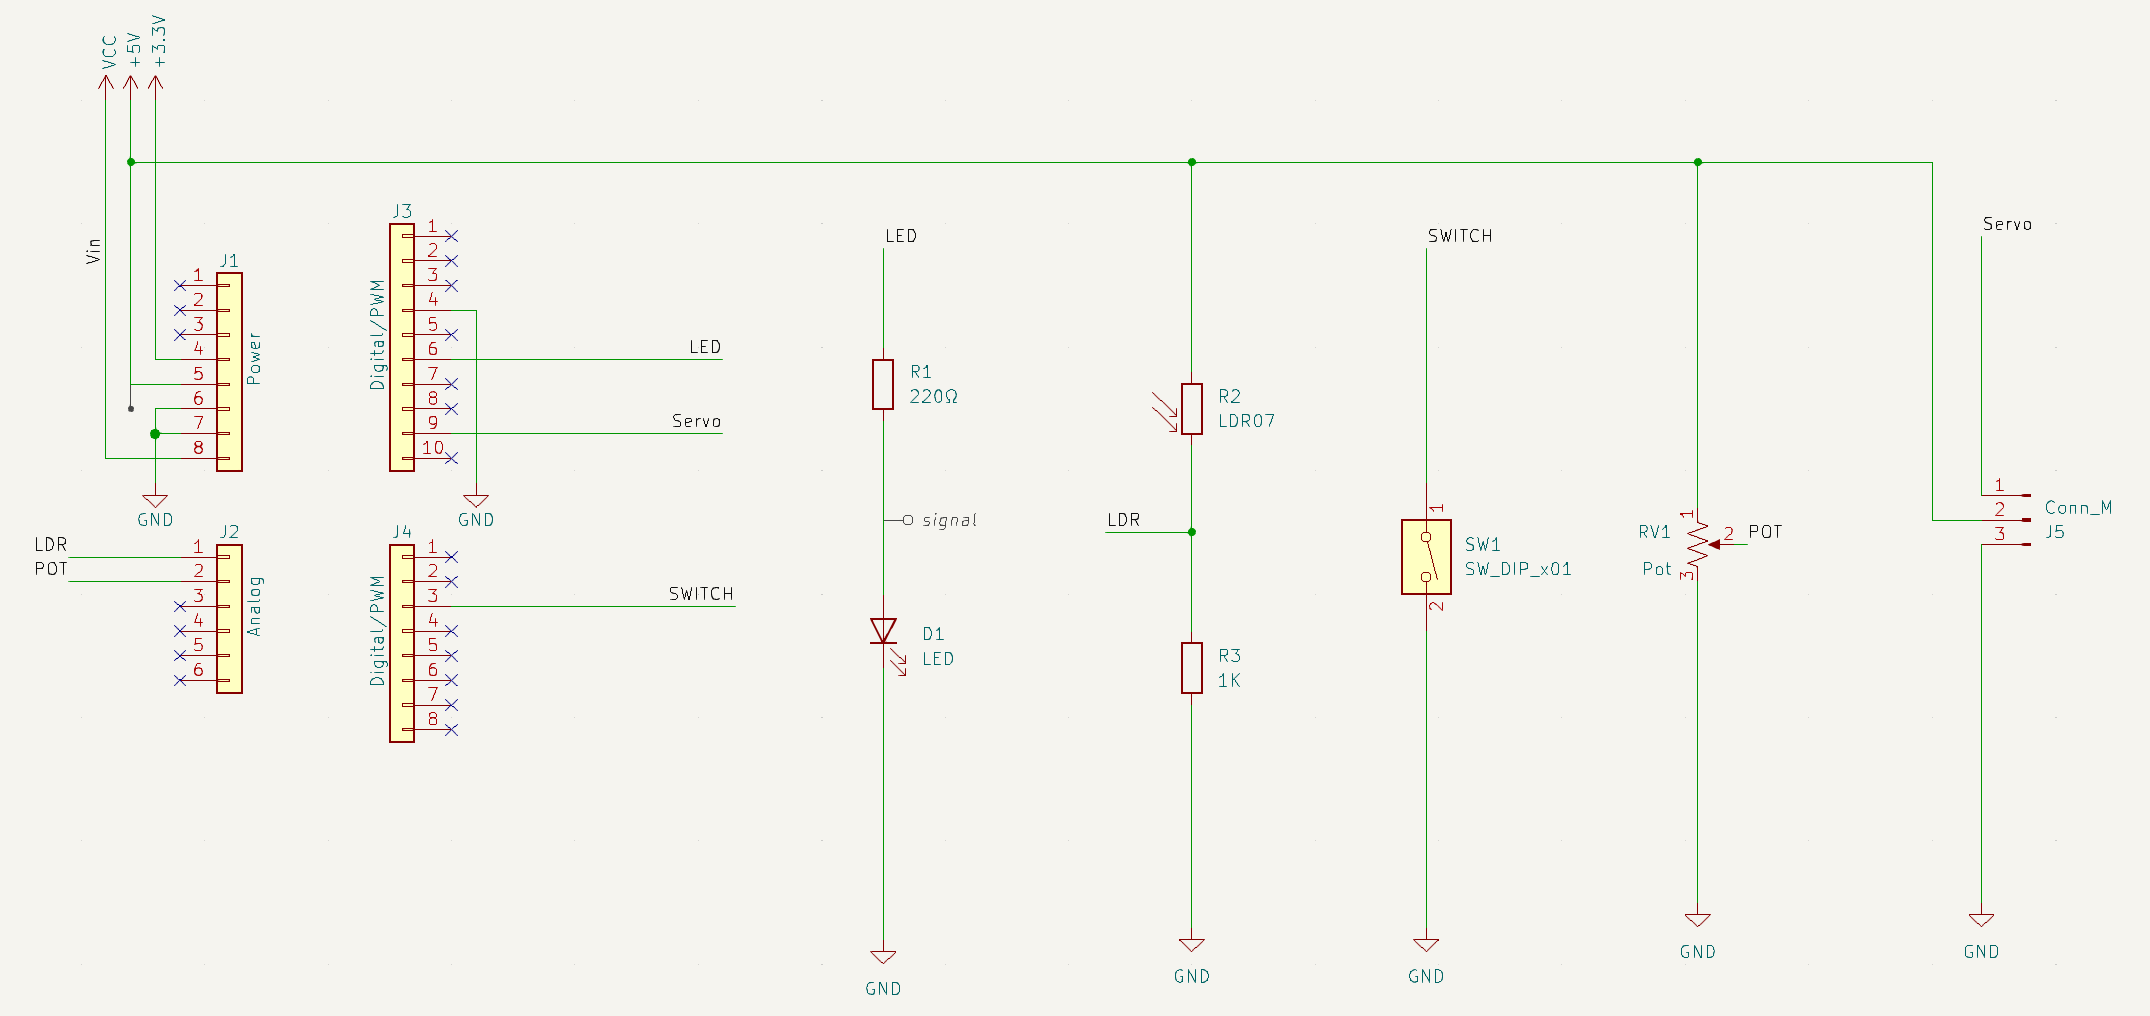 VCC
+5V
+3.3V
Vin
J1
1
2
3
4
5
6
7
8
Power
GND
J3
1
2
3
4
5
6
7
8
9
10
Digital/PWM
LED
Servo
GND
LDR
POT
J2
1
2
3
4
5
6
Analog
J4
1
2
3
4
5
6
7
8
Digital/PWM
SWITCH
LED
R1
220Ω
signal
D1
LED
GND
R2
LDR07
LDR
R3
1K
GND
SWITCH
1
SW1
SW_DIP_x01
2
GND
RV1
Pot
1
2
3
POT
GND
Servo
1
2
3
Conn_M
J5
GND